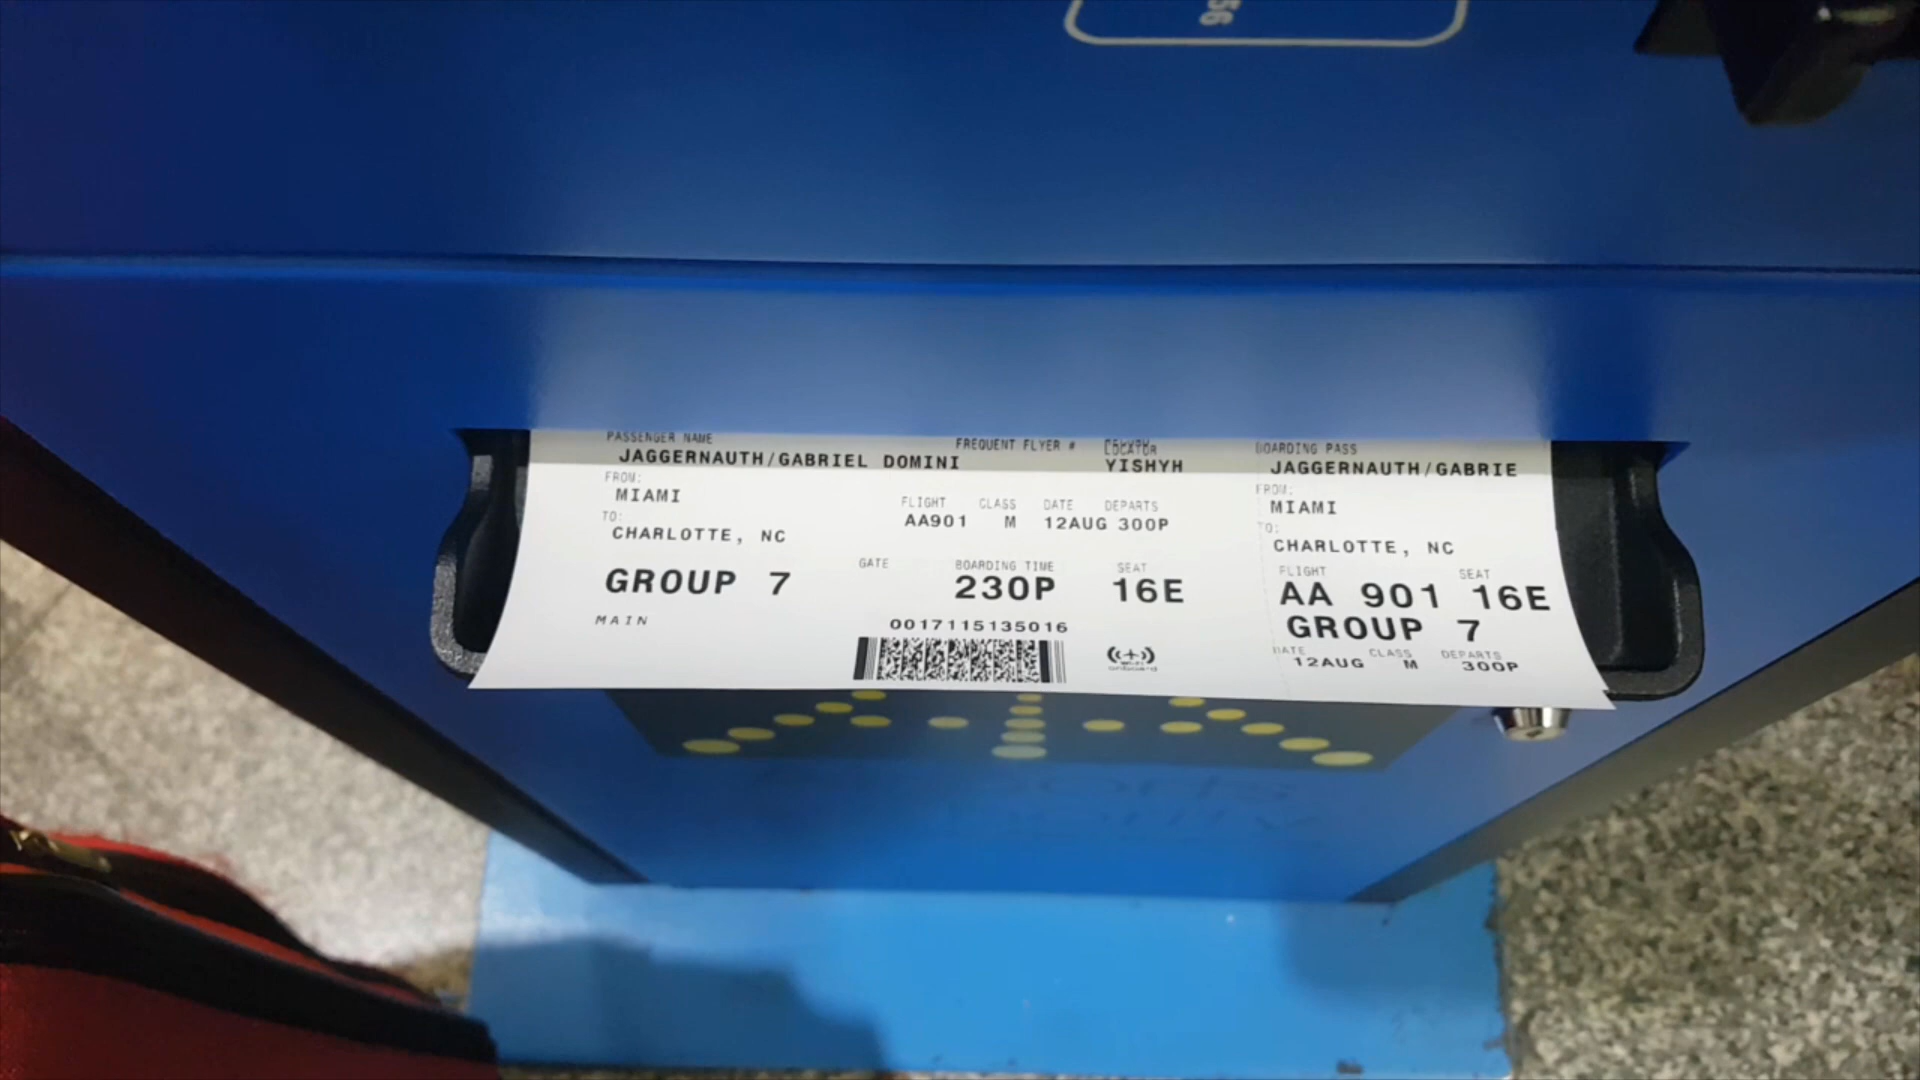 56
PASSENGER NAME FREQUENT FLYER # LOCATOR
JAGGERNAUTH/GABRIEL DOMINI YISHYH
FROM:
MIAMI
FLIGHT CLASS DATE DEPARTS
AA901 M 12AUG 300P
TO:
CHARLOTTE, NC
GATE BOARDING TIME SEAT
GROUP 7 230P 16E
MAIN
0017115135016
BOARDING PASS
JAGGERNAUTH/GABRIE
FROM:
MIAMI
TO:
CHARLOTTE, NC
FLIGHT SEAT
AA 901 16E
GROUP 7
DATE CLASS DEPARTS
12AUG M 300P